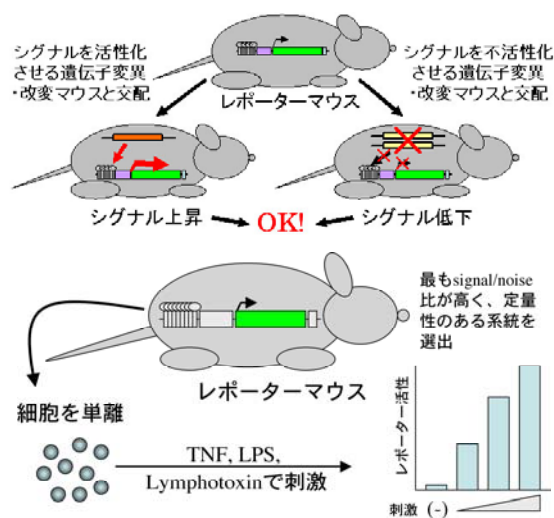 シグナルを活性化
させる遺伝子変異
・改変マウスと交配
シグナルを不活性化
させる遺伝子変異
・改変マウスと交配
レポーターマウス
シグナル上昇
OK!
シグナル低下
最もsignal/noise
比が高く、定量
性のある系統を
選出
レポーターマウス
細胞を単離
TNF, LPS,
Lymphotoxinで刺激
レポーター活性
刺激 (-)